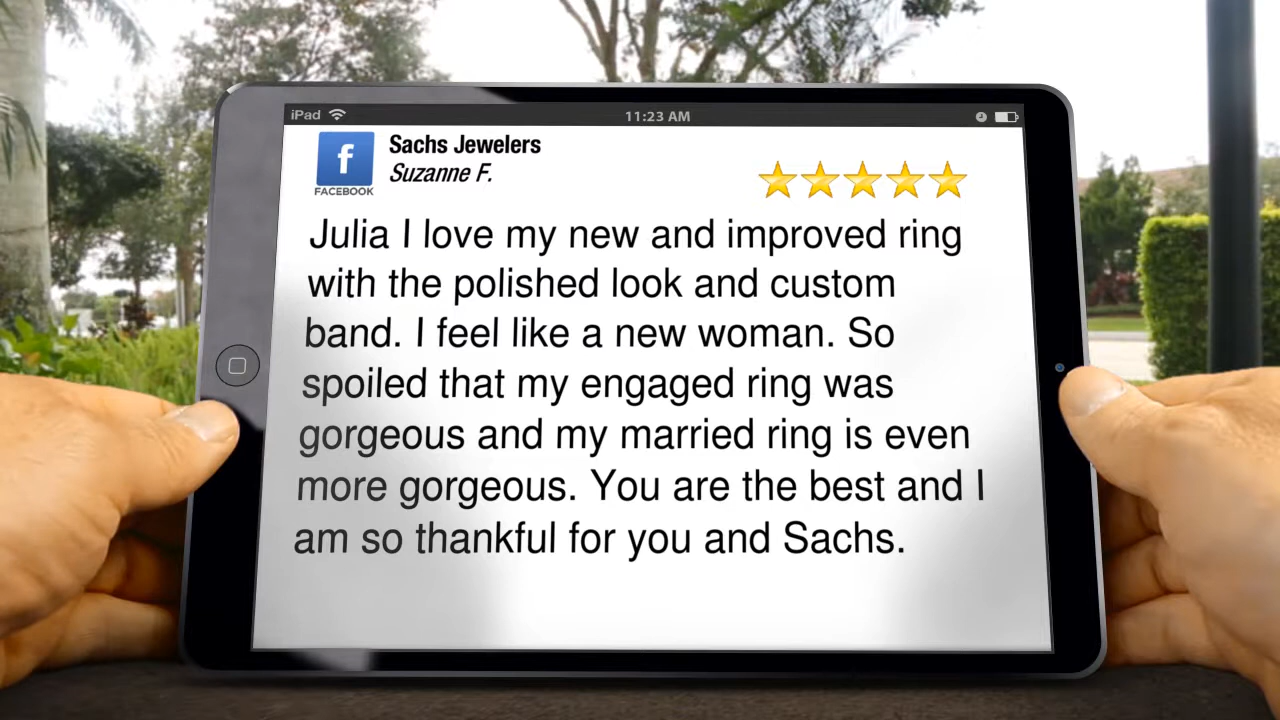 iPad 11:23 AM
f
FACEBOOK
Sachs Jewelers
Suzanne F.
Julia I love my new and improved ring
with the polished look and custom
band. I feel like a new woman. So
spoiled that my engaged ring was
gorgeous and my married ring is even
more gorgeous. You are the best and I
am so thankful for you and Sachs.